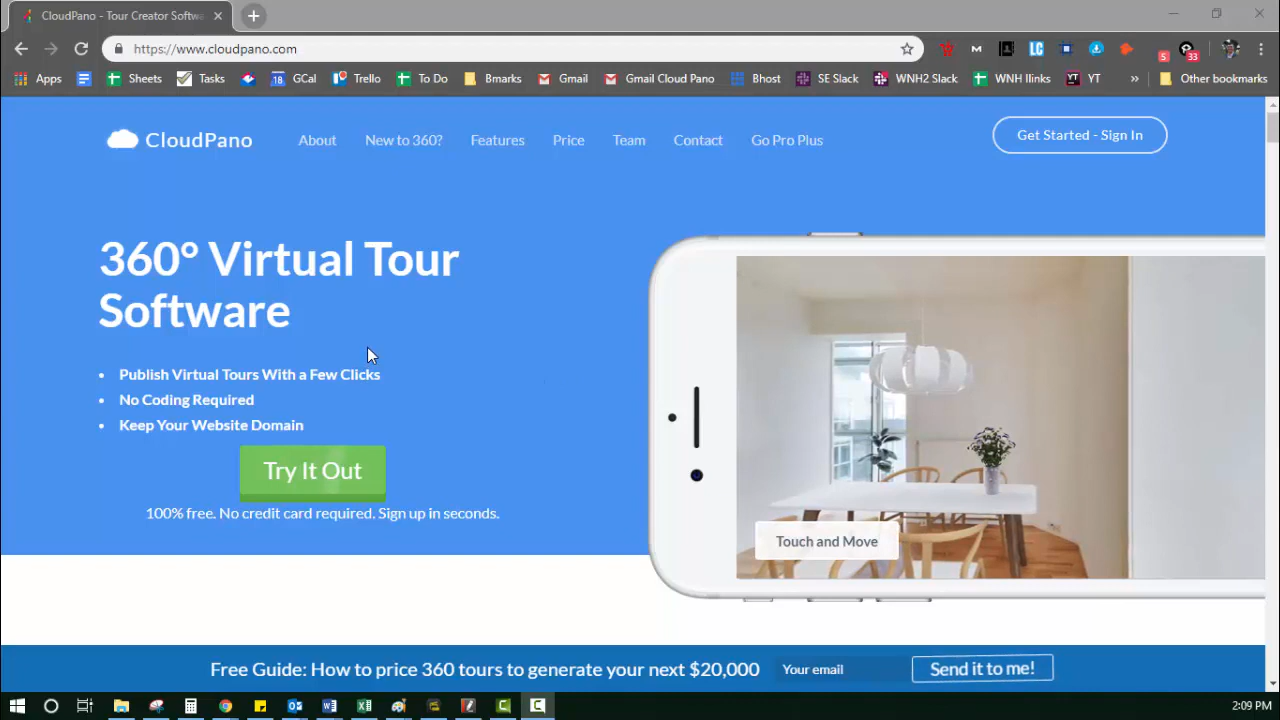 CloudPano - Tour Creator Softwa
https://www.cloudpano.com
S
33
Apps
Sheets
Tasks
18
GCal
Trello
To Do
Bmarks
Gmail
Gmail Cloud Pano
Bhost
SE Slack
WNH2 Slack
WNH llinks
YT
YT
»
Other bookmarks
M
LC
CloudPano
About
New to 360?
Features
Price
Team
Contact
Go Pro Plus
Get Started - Sign In
360° Virtual Tour
Software
• Publish Virtual Tours With a Few Clicks
• No Coding Required
• Keep Your Website Domain
Try It Out
100% free. No credit card required. Sign up in seconds.
Touch and Move
Free Guide: How to price 360 tours to generate your next $20,000
Your email
Send it to me!
2:09 PM